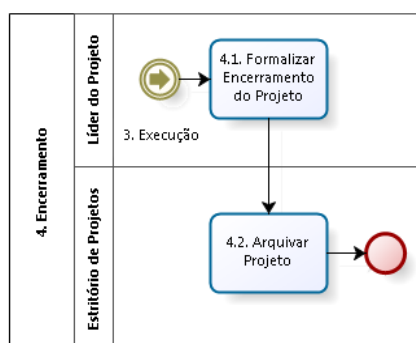 4. Encerramento
Líder do Projeto
3. Execução
4.1. Formalizar
Encerramento
do Projeto
Estritório de Projetos
4.2. Arquivar
Projeto